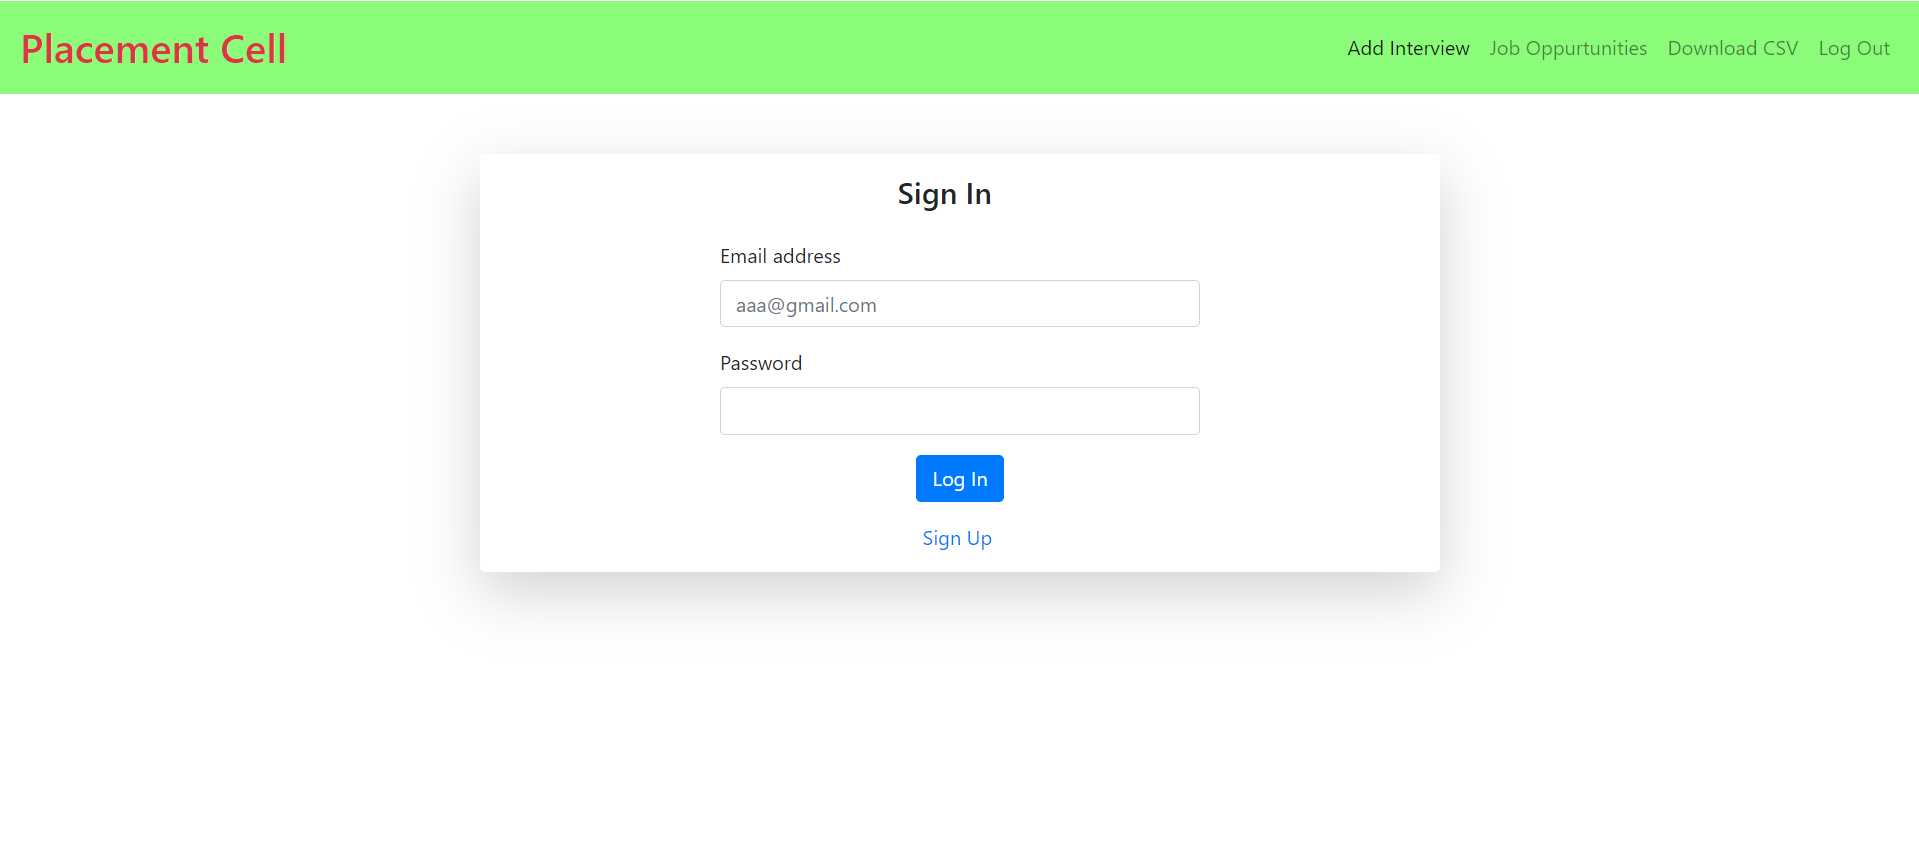 Placement Cell
Add Interview Job Oppurtunities Download CSV Log Out
Sign In
Email address
aaa@gmail.com
Password
Log In
Sign Up